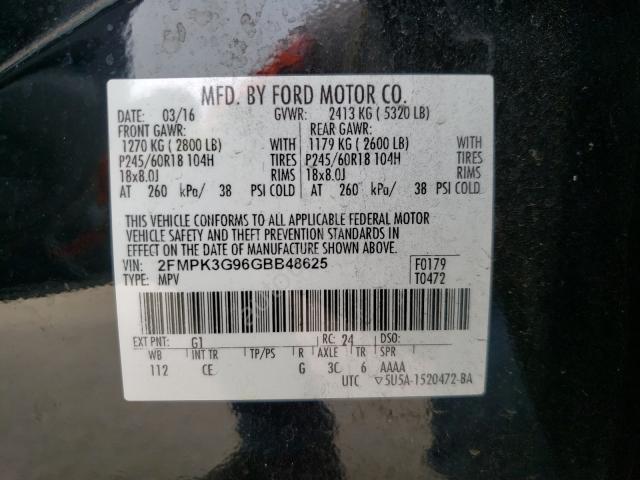 MFD. BY FORD MOTOR CO.
DATE: 03/16 GVWR: 2413 KG ( 5320 LB)
FRONT GAWR: REAR GAWR:
1270 KG ( 2800 LB) WITH 1179 KG ( 2600 LB) WITH
P245/60R18 104H TIRES P245/60R18 104H TIRES
18x8.0J RIMS 18x8.0J RIMS
AT 260 kPa/ 38 PSI COLD AT 260 kPa/ 38 PSI COLD
THIS VEHICLE CONFORMS TO ALL APPLICABLE FEDERAL MOTOR
VEHICLE SAFETY AND THEFT PREVENTION STANDARDS IN
EFFECT ON THE DATE OF MANUFACTURE SHOWN ABOVE.
VIN: 2FMPK3G96GBB48625 F0179
TYPE: MPV T0472
EXT PNT: G1 RC: 24 DSO:
WB INT TR TP/PS R AXLE TR SPR
112 CE G 3C 6 AAAA
UTC ▽5U5A-1520472-BA